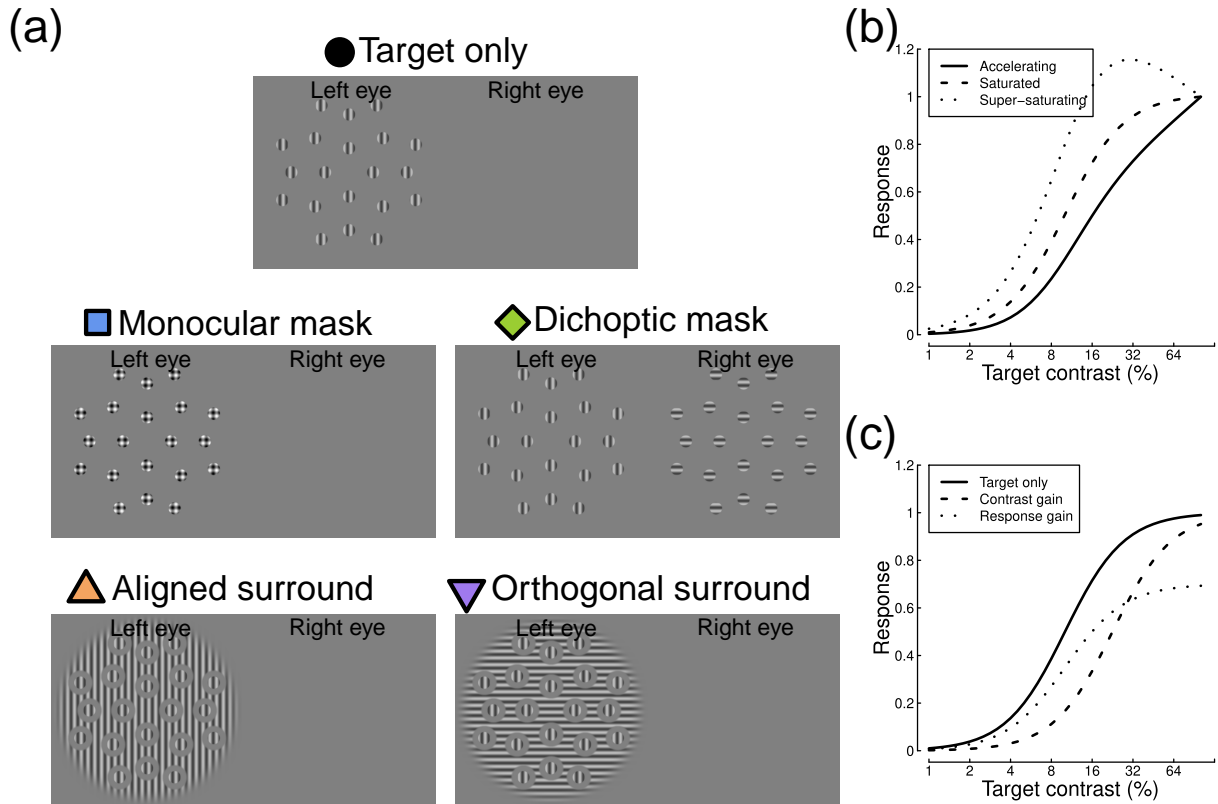 (a)
Target only
Left eye Right eye
Monocular mask
Left eye Right eye
Dichoptic mask
Left eye Right eye
Aligned surround
Left eye Right eye
Orthogonal surround
Left eye Right eye
(b)
1.2
1
0.8
0.6
0.4
0.2
0
Response
Accelerating
Saturated
Super−saturating
1 2 4 8 16 32 64
Target contrast (%)
(c)
1.2
1
0.8
0.6
0.4
0.2
0
Response
Target only
Contrast gain
Response gain
1 2 4 8 16 32 64
Target contrast (%)